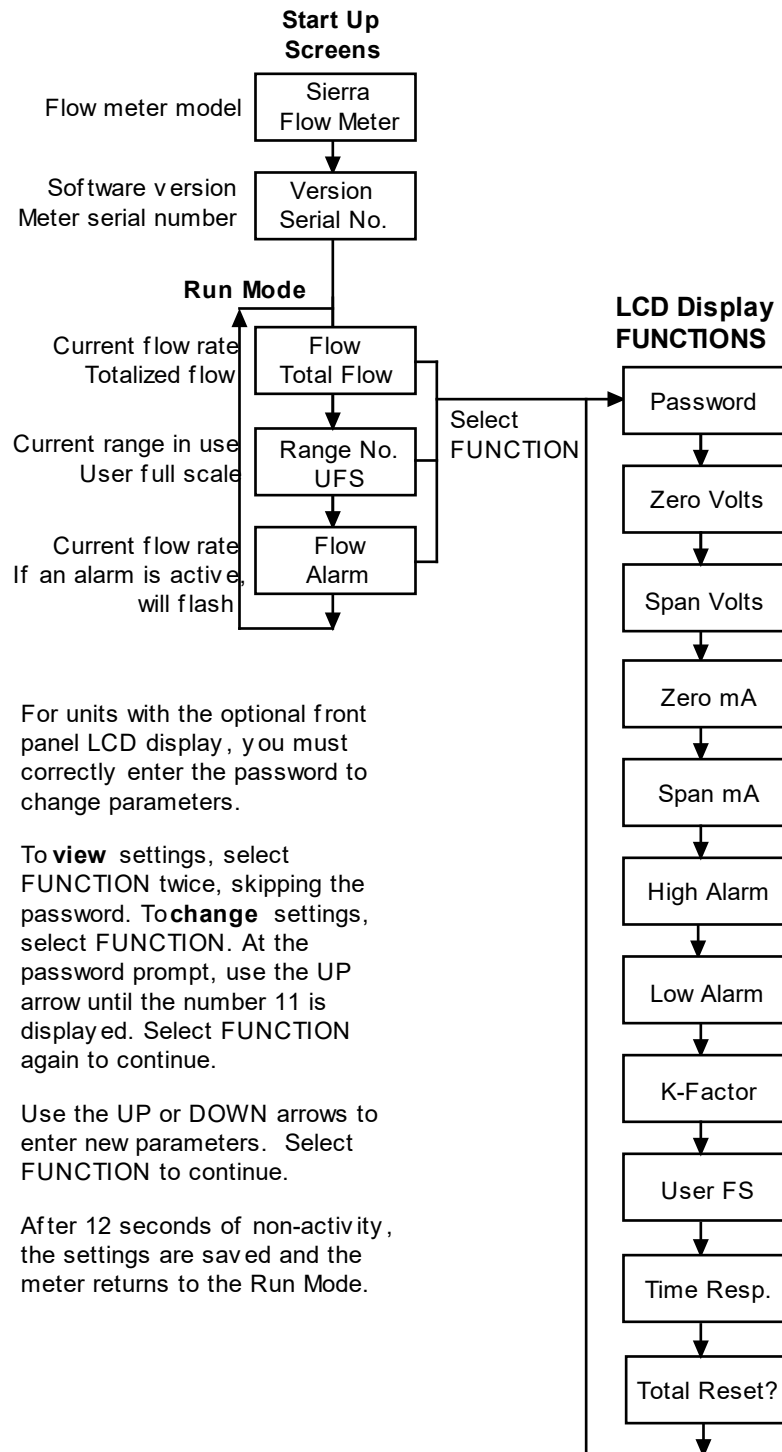 Start Up
Screens
Flow meter model
Sierra
Flow Meter
Software version
Meter serial number
Version
Serial No.
Run Mode
Current flow rate
Totalized flow
Flow
Total Flow
Current range in use
User full scale
Range No.
UFS
Current flow rate
If an alarm is active,
will flash
Flow
Alarm
Select
FUNCTION
LCD Display
FUNCTIONS
Password
Zero Volts
Span Volts
Zero mA
Span mA
High Alarm
Low Alarm
K-Factor
User FS
Time Resp.
Total Reset?
For units with the optional front
panel LCD display, you must
correctly enter the password to
change parameters.
To view settings, select
FUNCTION twice, skipping the
password. To change settings,
select FUNCTION. At the
password prompt, use the UP
arrow until the number 11 is
displayed. Select FUNCTION
again to continue.
Use the UP or DOWN arrows to
enter new parameters. Select
FUNCTION to continue.
After 12 seconds of non-activity,
the settings are saved and the
meter returns to the Run Mode.